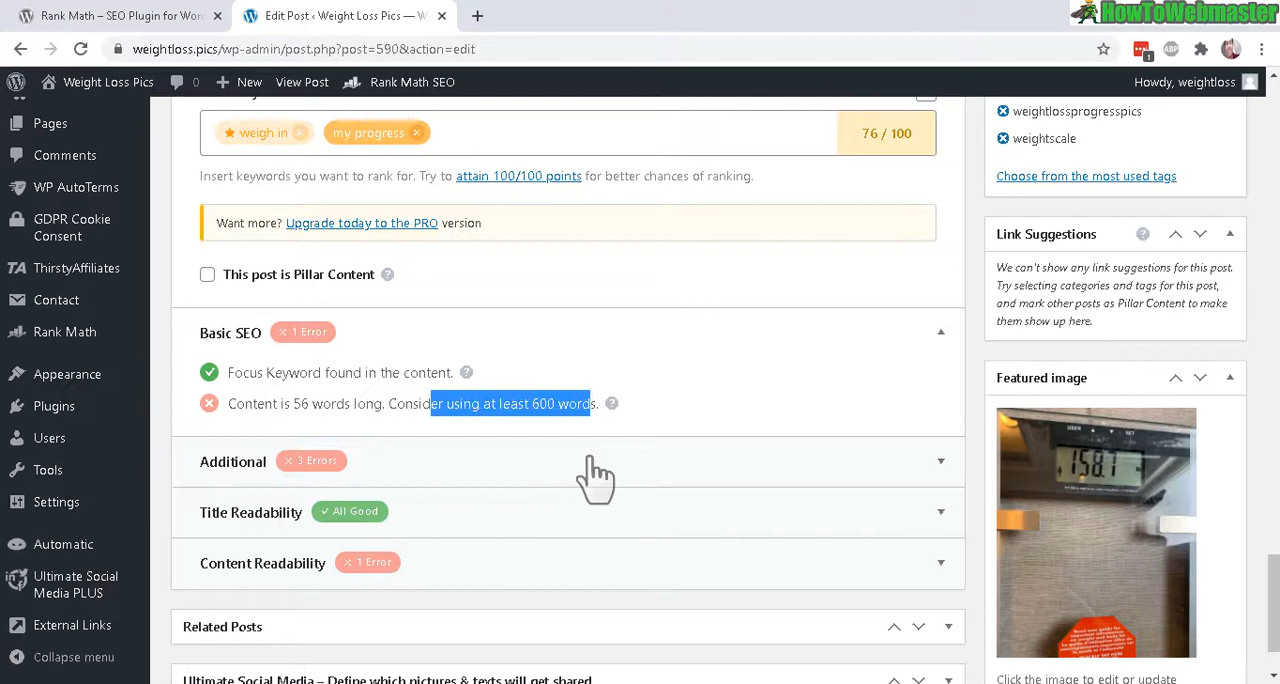 Rank Math – SEO Plugin for Word
Edit Post ‹ Weight Loss Pics — W
HowToWebmaster
weightloss.pics/wp-admin/post.php?post=590&action=edit
1
ABP
Weight Loss Pics
0
New
View Post
Rank Math SEO
Howdy, weightloss
Pages
Comments
WP AutoTerms
GDPR Cookie
Consent
ThirstyAffiliates
Contact
Rank Math
Appearance
Plugins
Users
Tools
Settings
Automatic
Ultimate Social
Media PLUS
External Links
Collapse menu
weigh in
my progress
76 / 100
Insert keywords you want to rank for. Try to attain 100/100 points for better chances of ranking.
Want more? Upgrade today to the PRO version
This post is Pillar Content
Basic SEO
1 Error
Focus Keyword found in the content.
Content is 56 words long. Consider using at least 600 words.
Additional
3 Errors
Title Readability
All Good
Content Readability
1 Error
Related Posts
Ultimate Social Media – Define which pictures & texts will get shared
weightlossprogresspics
weightscale
Choose from the most used tags
Link Suggestions
We can't show any link suggestions for this post.
Try selecting categories and tags for this post,
and mark other posts as Pillar Content to make
them show up here.
Featured image
USER
SET
158.7
Click the image to edit or update